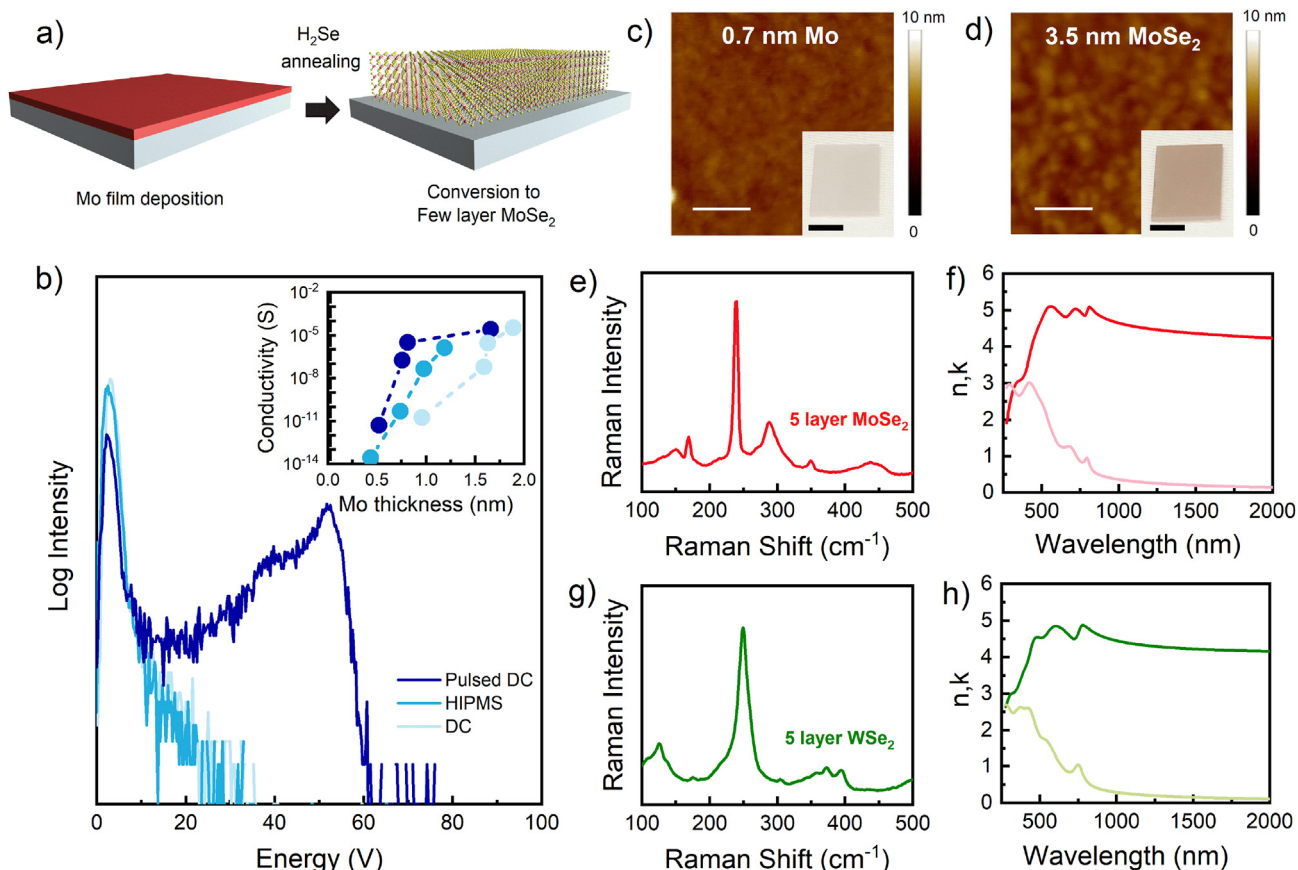 a)
H₂Se
annealing
Mo film deposition
Conversion to
Few layer MoSe₂
c)
0.7 nm Mo
10 nm
0
d)
3.5 nm MoSe₂
10 nm
0
b)
Log Intensity
Energy (V)
0 20 40 60 80 100
Pulsed DC
HIPMS
DC
Conductivity (S)
10⁻²
10⁻⁵
10⁻⁸
10⁻¹¹
10⁻¹⁴
0.0 0.5 1.0 1.5 2.0
Mo thickness (nm)
e)
Raman Intensity
5 layer MoSe₂
100 200 300 400 500
Raman Shift (cm⁻¹)
f)
n,k
6
5
4
3
2
1
0
500 1000 1500 2000
Wavelength (nm)
g)
Raman Intensity
5 layer WSe₂
100 200 300 400 500
Raman Shift (cm⁻¹)
h)
n,k
6
5
4
3
2
1
0
500 1000 1500 2000
Wavelength (nm)